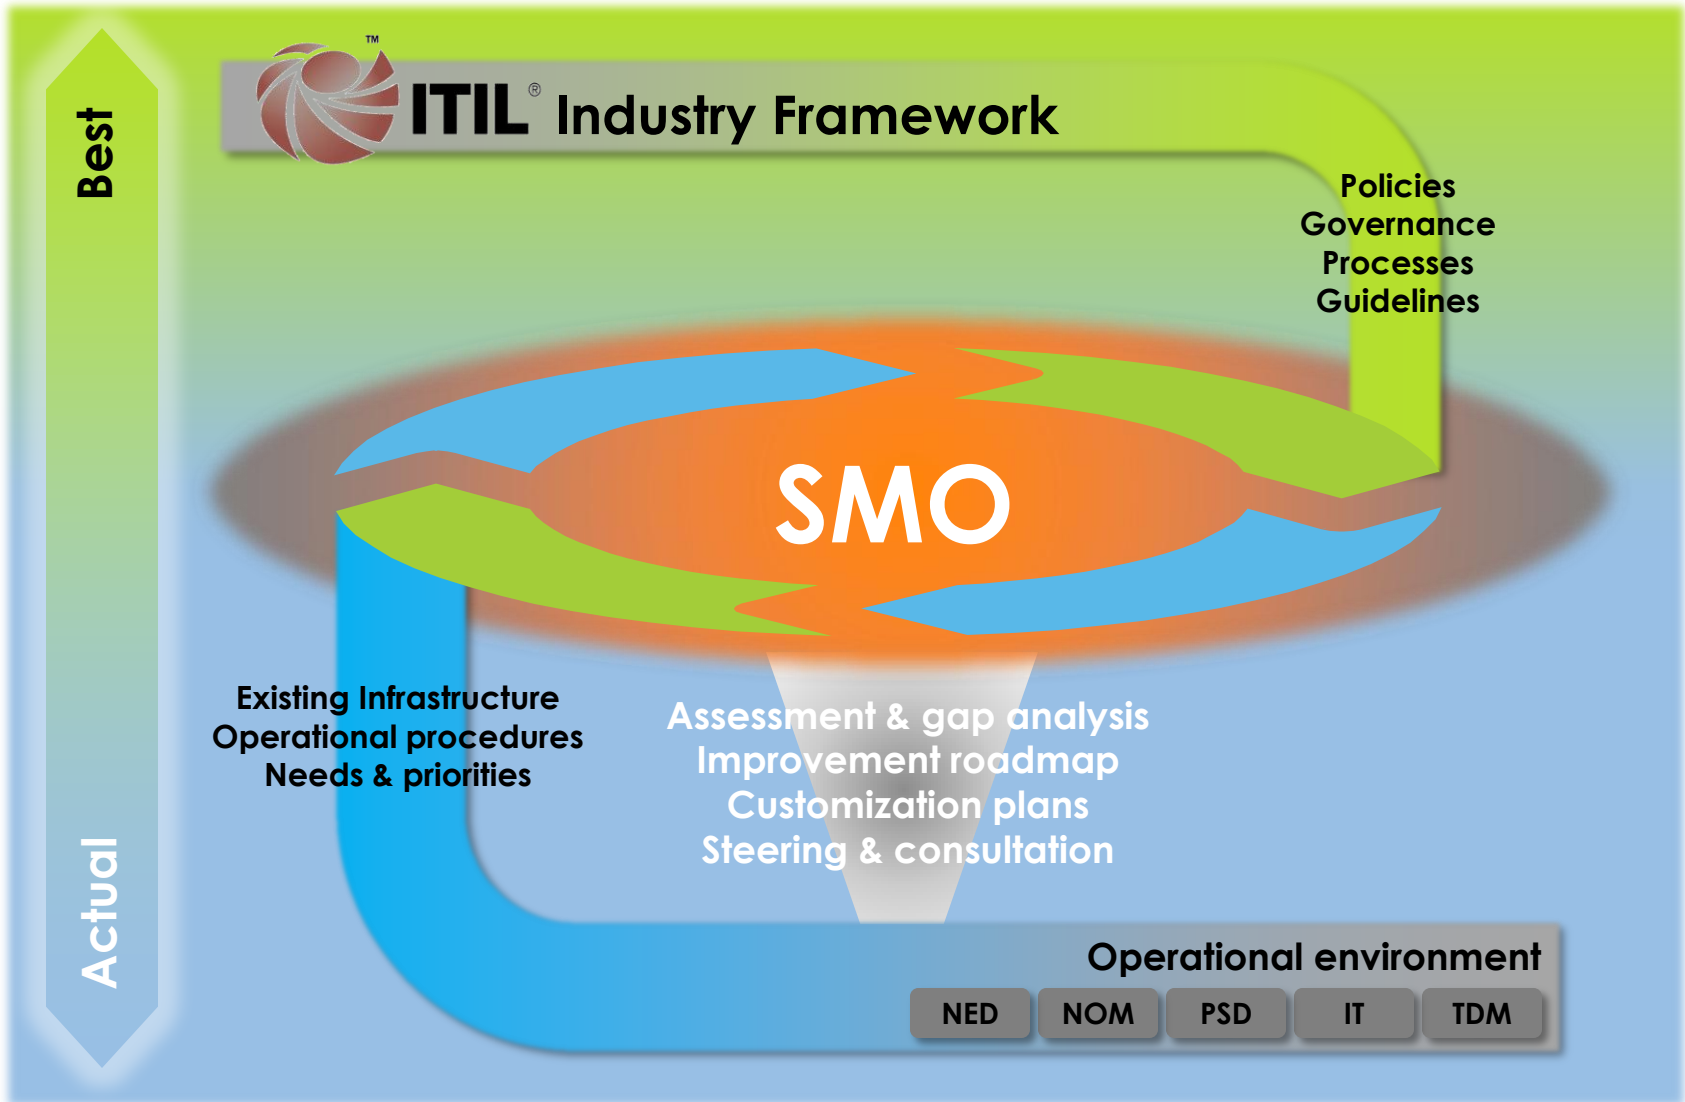 Best
™
ITIL® Industry Framework
Policies
Governance
Processes
Guidelines
SMO
Existing Infrastructure
Operational procedures
Needs & priorities
Assessment & gap analysis
Improvement roadmap
Customization plans
Steering & consultation
Actual
Operational environment
NED NOM PSD IT TDM